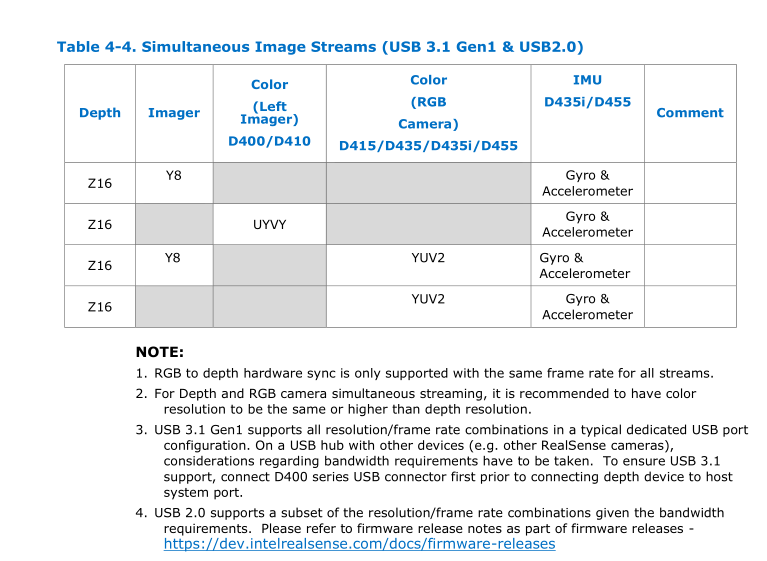 Table 4-4. Simultaneous Image Streams (USB 3.1 Gen1 & USB2.0)
Depth
Imager
Color
(Left
Imager)
D400/D410
Color
(RGB
Camera)
D415/D435/D435i/D455
IMU
D435i/D455
Comment
Z16
Y8
Gyro &
Accelerometer
Z16
UYVY
Gyro &
Accelerometer
Z16
Y8
YUV2
Gyro &
Accelerometer
Z16
YUV2
Gyro &
Accelerometer
NOTE:
1. RGB to depth hardware sync is only supported with the same frame rate for all streams.
2. For Depth and RGB camera simultaneous streaming, it is recommended to have color
resolution to be the same or higher than depth resolution.
3. USB 3.1 Gen1 supports all resolution/frame rate combinations in a typical dedicated USB port
configuration. On a USB hub with other devices (e.g. other RealSense cameras),
considerations regarding bandwidth requirements have to be taken. To ensure USB 3.1
support, connect D400 series USB connector first prior to connecting depth device to host
system port.
4. USB 2.0 supports a subset of the resolution/frame rate combinations given the bandwidth
requirements. Please refer to firmware release notes as part of firmware releases -
https://dev.intelrealsense.com/docs/firmware-releases